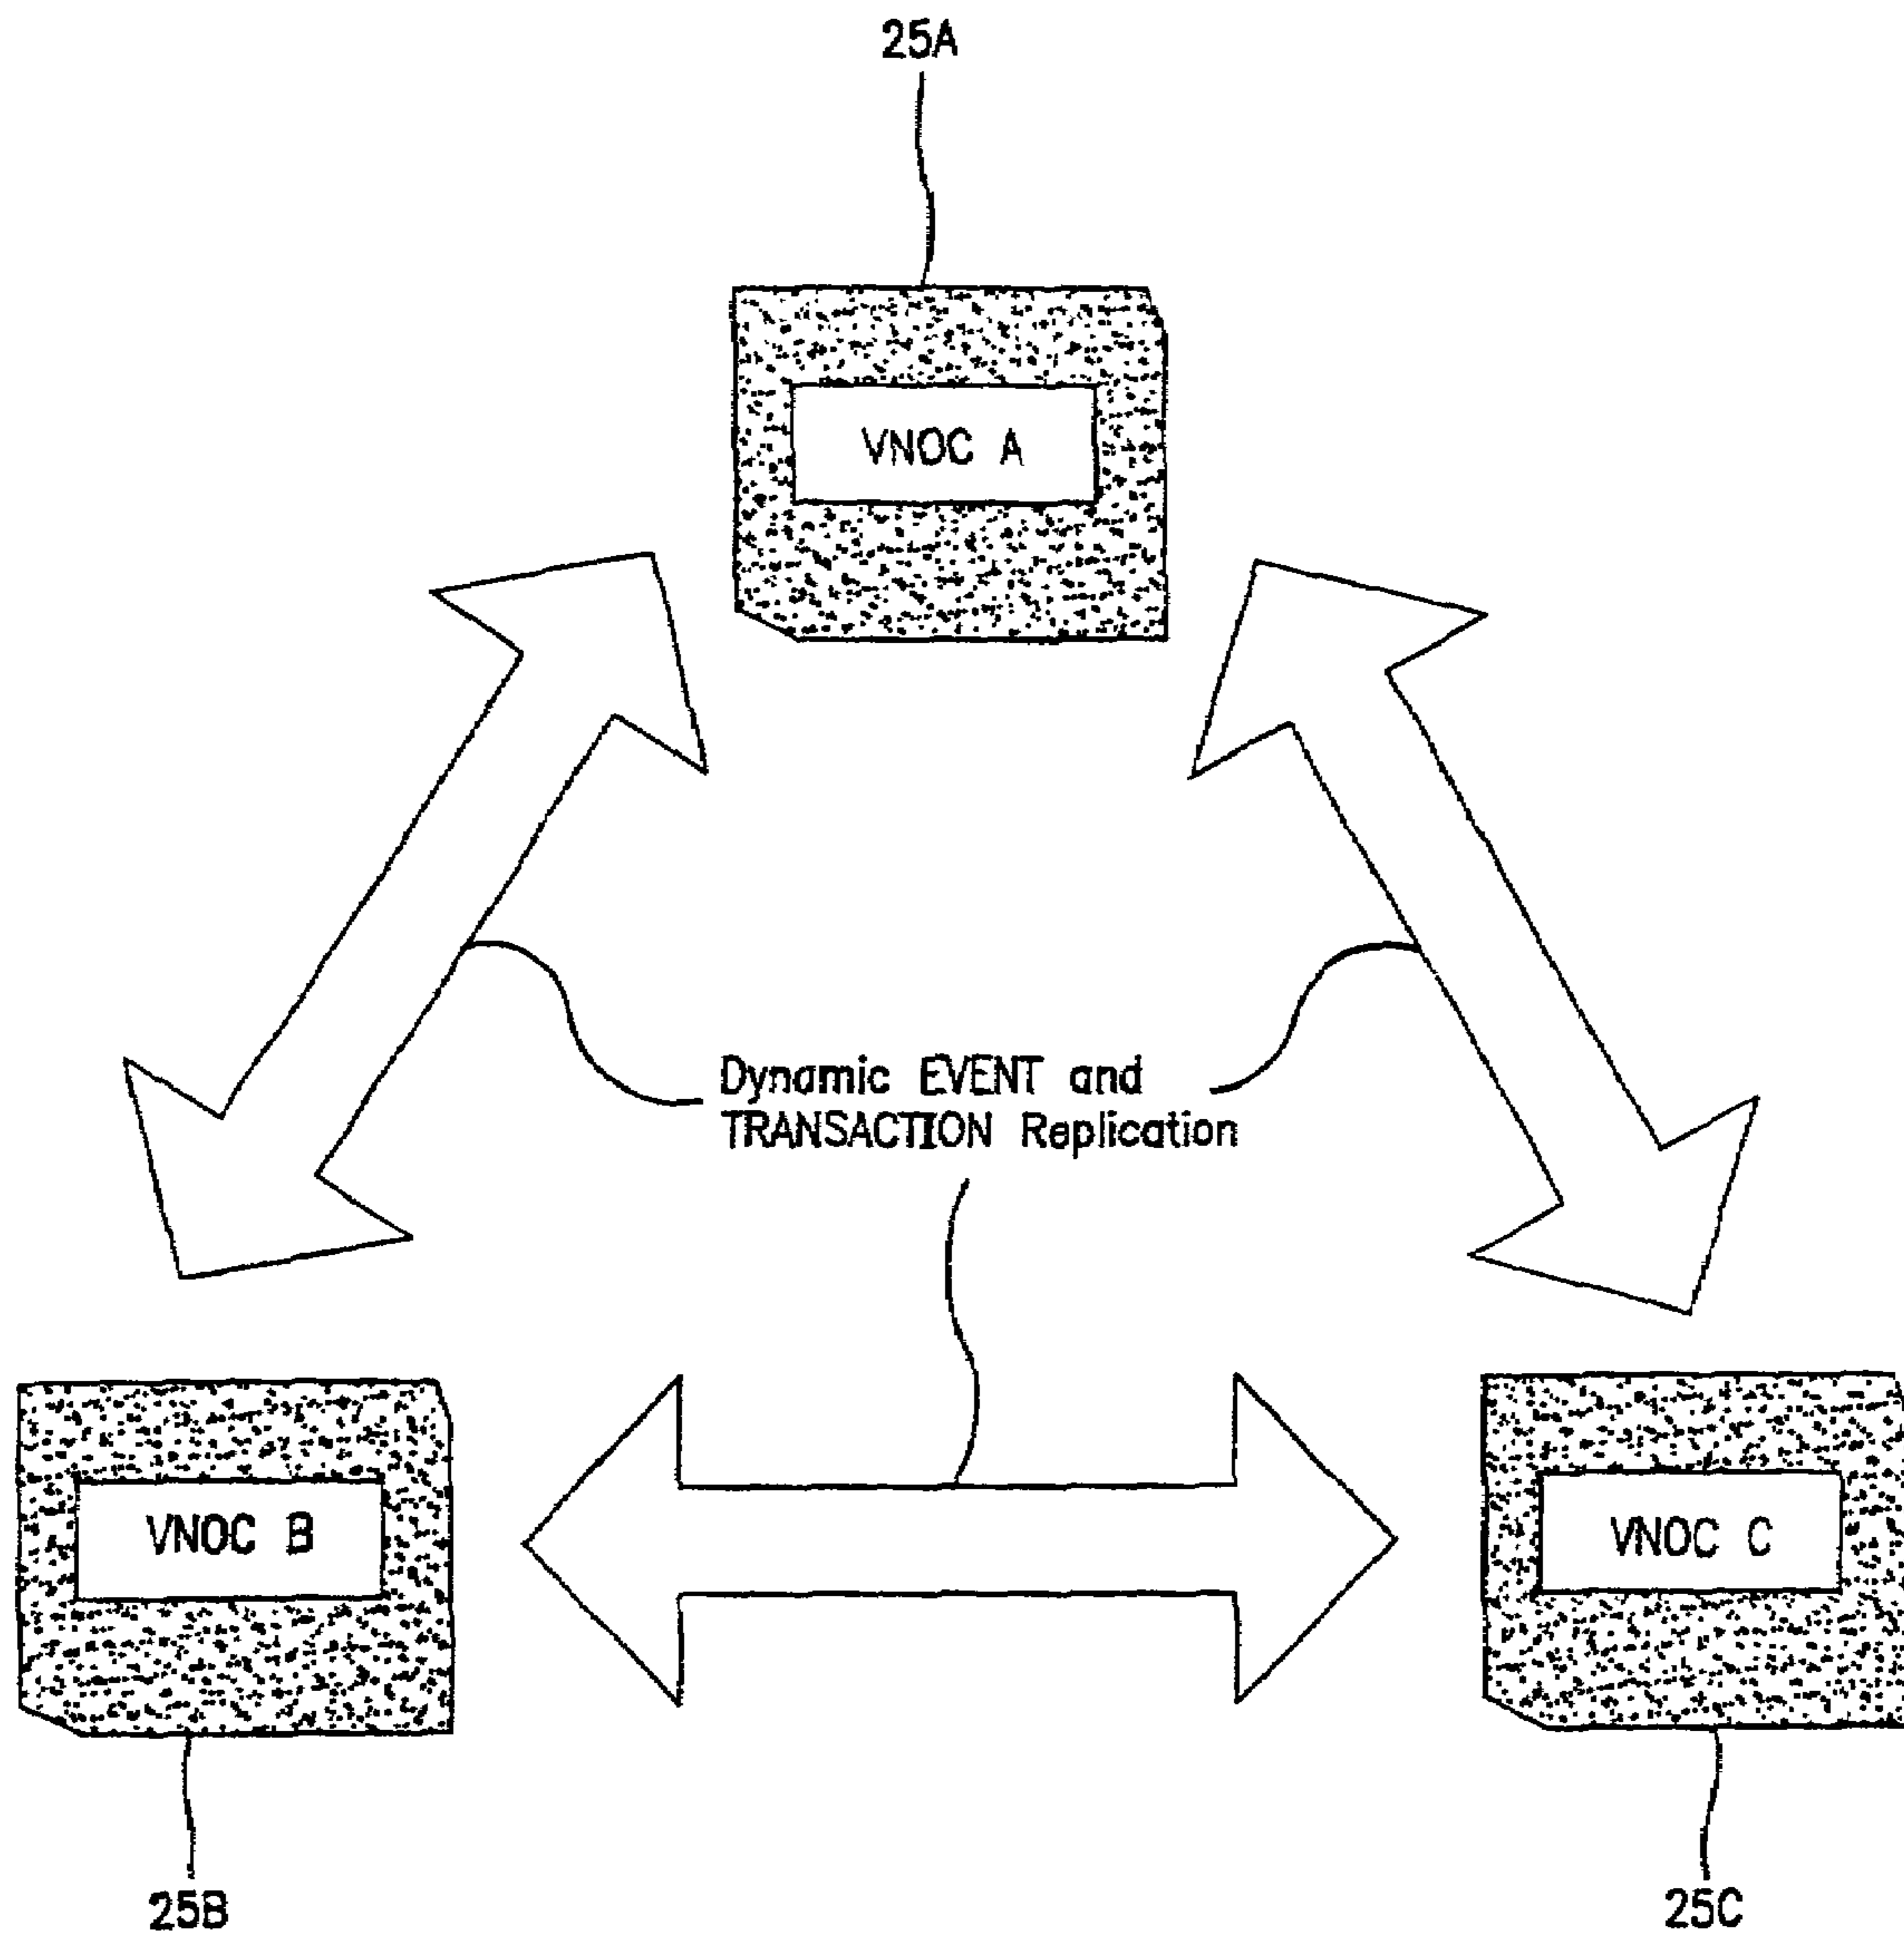 25A
VNOC A
Dynamic EVENT and
TRANSACTION Replication
VNOC B
VNOC C
25B
25C